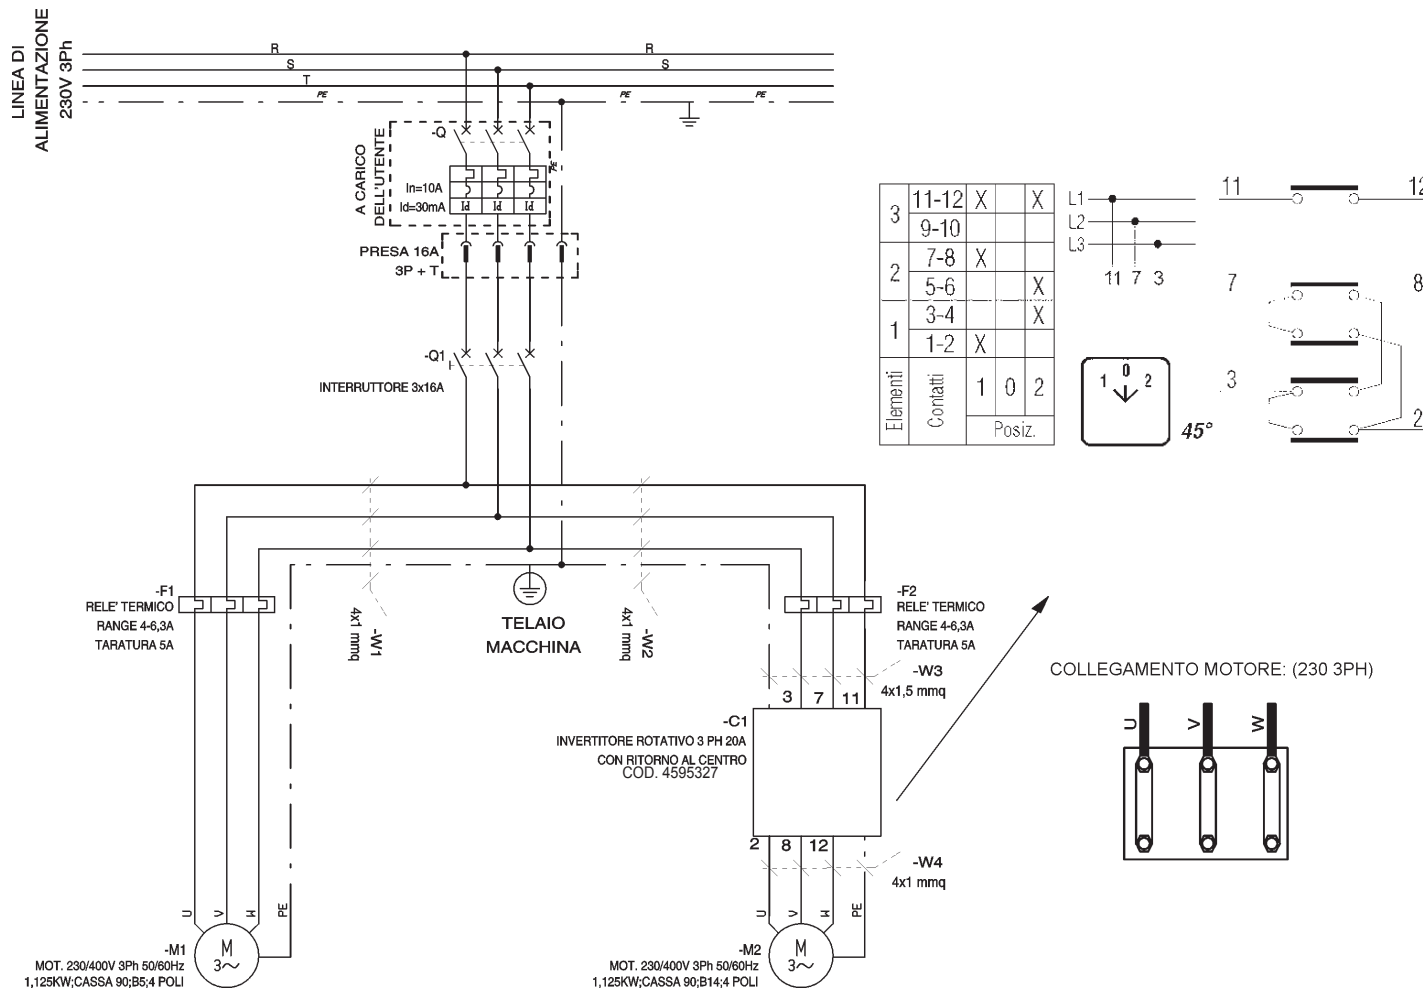 LINEA DI
ALIMENTAZIONE
230V 3Ph
R
R
S
S
T
PE
PE
PE
A CARICO
DELL'UTENTE
-Q
PE
In=10A
Id=30mA
Id
Id
Id
PRESA 16A
3P + T
-Q1
INTERRUTTORE 3x16A
3
11-12 X X
9-10
2
7-8 X
5-6 X
1
3-4 X
1-2 X
Elementi
Contatti
1 0 2
Posiz.
L1
L2
L3
11 7 3
1 0 2
45°
11
12
7
8
3
2
-F1
RELE' TERMICO
RANGE 4-6,3A
TARATURA 5A
-W1
4x1 mmq
TELAIO
MACCHINA
-W2
4x1 mmq
-F2
RELE' TERMICO
RANGE 4-6,3A
TARATURA 5A
-W3
4x1,5 mmq
3 7 11
-C1
INVERTITORE ROTATIVO 3 PH 20A
CON RITORNO AL CENTRO
COD. 4595327
2 8 12
-W4
4x1 mmq
COLLEGAMENTO MOTORE: (230 3PH)
U V W
U V W PE
-M1
M
3~
MOT. 230/400V 3Ph 50/60Hz
1,125KW;CASSA 90;B5;4 POLI
U V W PE
-M2
M
3~
MOT. 230/400V 3Ph 50/60Hz
1,125KW;CASSA 90;B14;4 POLI